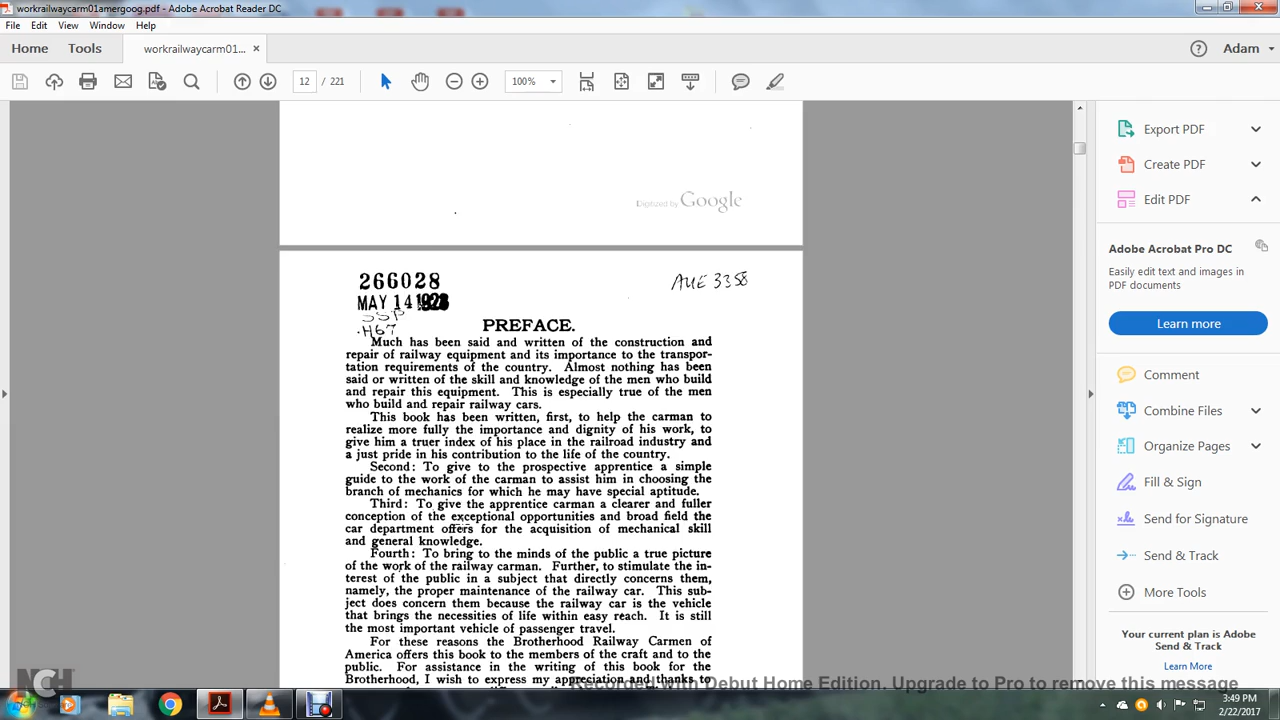 workrailwaycarm01amergoog.pdf - Adobe Acrobat Reader DC
File Edit View Window Help
Home Tools workrailwaycarm01... × Adam
12 / 221 100%
Digitized by Google
266028
MAY 14 1928
AUE 3358
SSP
.H67
PREFACE.
Much has been said and written of the construction and
repair of railway equipment and its importance to the transpor-
tation requirements of the country. Almost nothing has been
said or written of the skill and knowledge of the men who build
and repair this equipment. This is especially true of the men
who build and repair railway cars.
This book has been written, first, to help the carman to
realize more fully the importance and dignity of his work, to
give him a truer index of his place in the railroad industry and
a just pride in his contribution to the life of the country.
Second: To give to the prospective apprentice a simple
guide to the work of the carman to assist him in choosing the
branch of mechanics for which he may have special aptitude.
Third: To give the apprentice carman a clearer and fuller
conception of the exceptional opportunities and broad field the
car department offers for the acquisition of mechanical skill
and general knowledge.
Fourth: To bring to the minds of the public a true picture
of the work of the railway carman. Further, to stimulate the in-
terest of the public in a subject that directly concerns them,
namely, the proper maintenance of the railway car. This sub-
ject does concern them because the railway car is the vehicle
that brings the necessities of life within easy reach. It is still
the most important vehicle of passenger travel.
For these reasons the Brotherhood Railway Carmen of
America offers this book to the members of the craft and to the
public. For assistance in the writing of this book for the
Brotherhood, I wish to express my appreciation and thanks to
Export PDF
Create PDF
Edit PDF
Adobe Acrobat Pro DC
Easily edit text and images in
PDF documents
Learn more
Comment
Combine Files
Organize Pages
Fill & Sign
Send for Signature
Send & Track
More Tools
Your current plan is Adobe
Send & Track
Learn More
NCH
Recorded with Debut Home Edition. Upgrade to Pro to remove this message
3:49 PM
2/22/2017